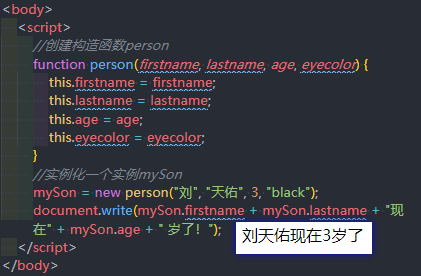 <body>
<script>
//创建构造函数person
function person(firstname, lastname, age, eyecolor) {
this.firstname = firstname;
this.lastname = lastname;
this.age = age;
this.eyecolor = eyecolor;
}
//实例化一个实例mySon
mySon = new person("刘", "天佑", 3, "black");
document.write(mySon.firstname + mySon.lastname + "现
在" + mySon.age + " 岁了！");
刘天佑现在3岁了
</script>
</body>